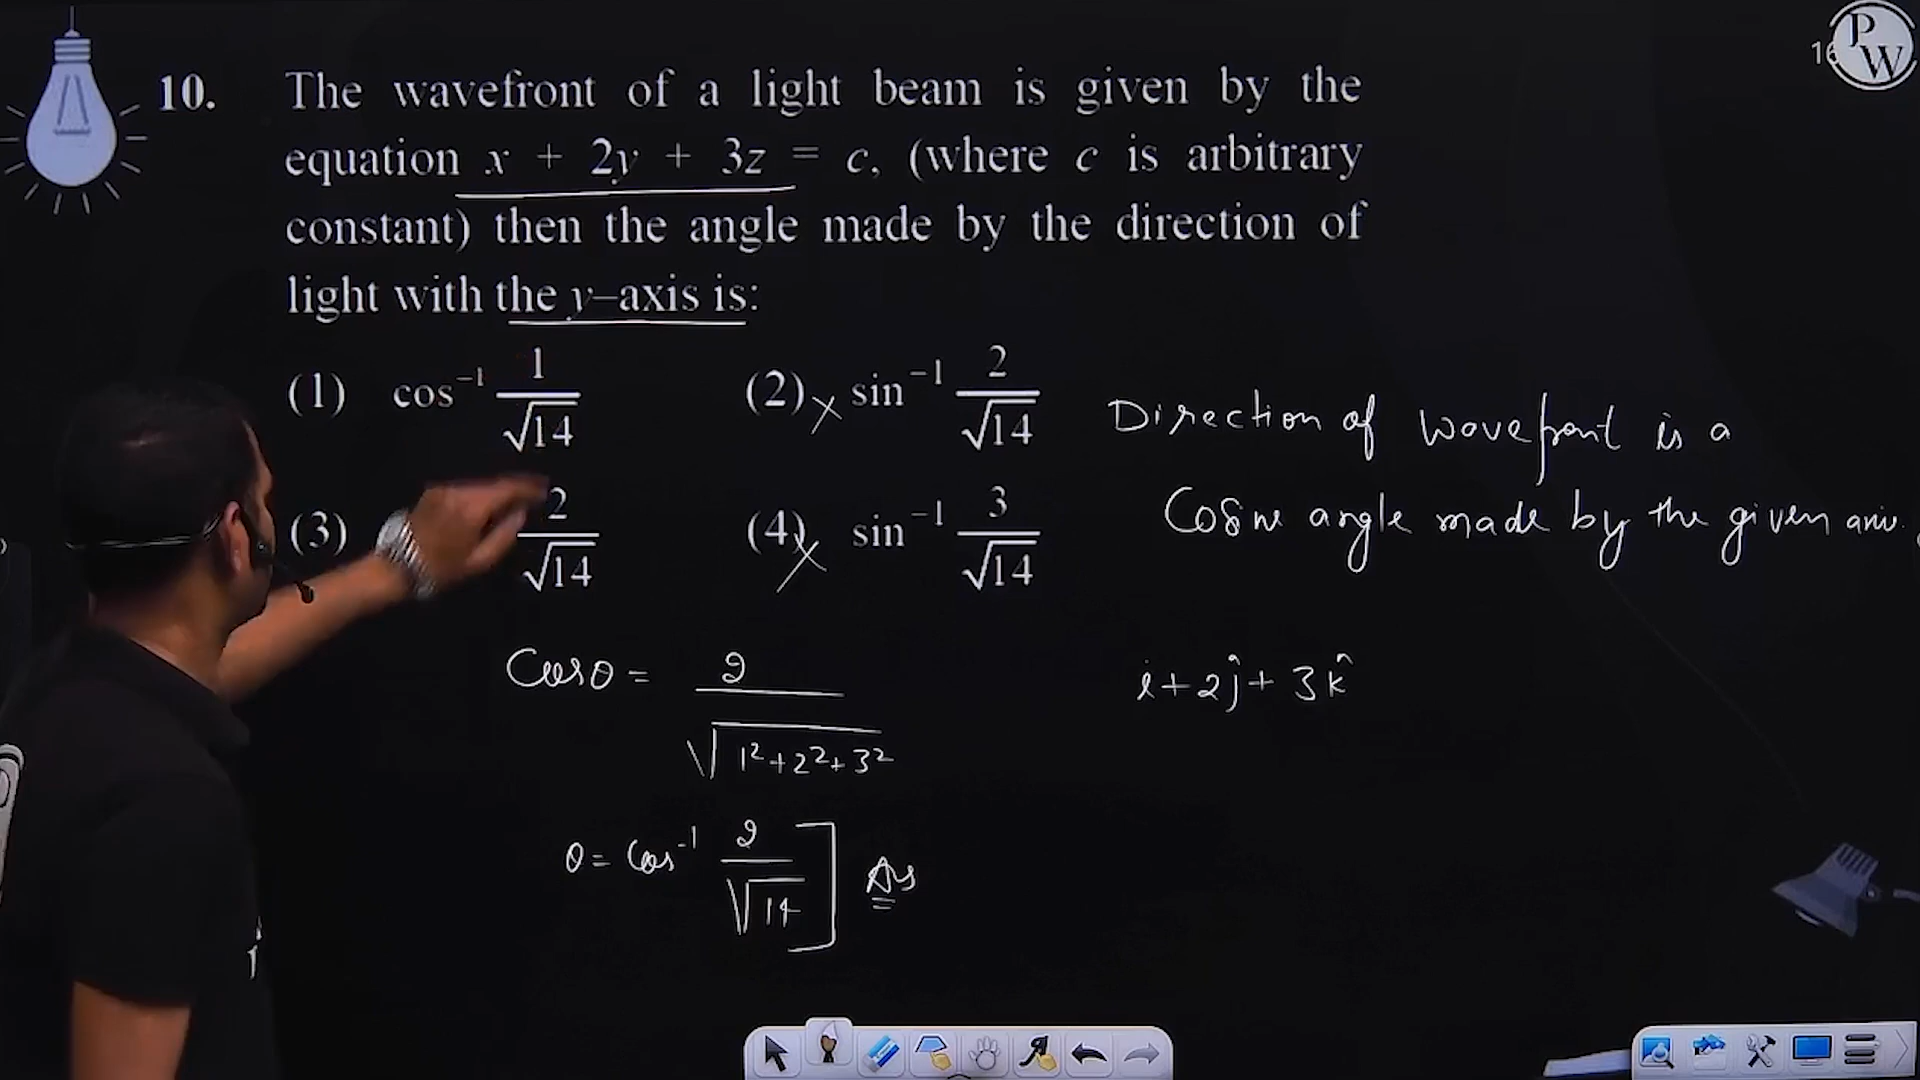 PW
16
10. The wavefront of a light beam is given by the
equation x + 2y + 3z = c, (where c is arbitrary
constant) then the angle made by the direction of
light with the y–axis is:
(1) cos⁻¹ 1/√14 (2) sin⁻¹ 2/√14
(3) 2/√14 (4) sin⁻¹ 3/√14
Direction of wavefront is a
Cosine angle made by the given axis.
Cosθ = 2/√(1²+2²+3²)
i+2ĵ+3k̂
θ = Cos⁻¹ 2/√14] Ans